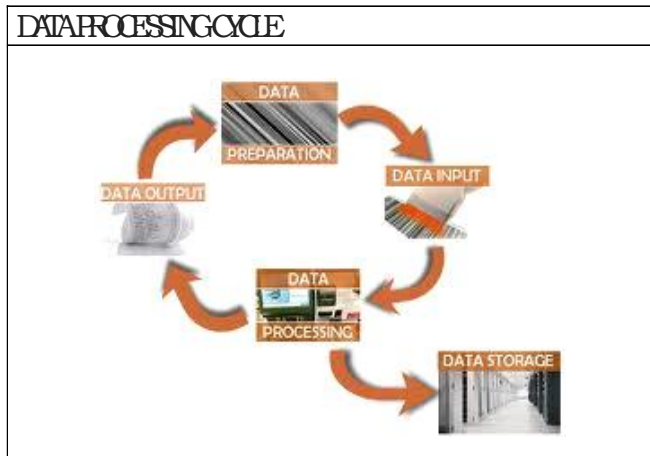 DATA PROCESSING CYCLE
DATA
PREPARATION
DATA INPUT
DATA OUTPUT
DATA
PROCESSING
DATA STORAGE